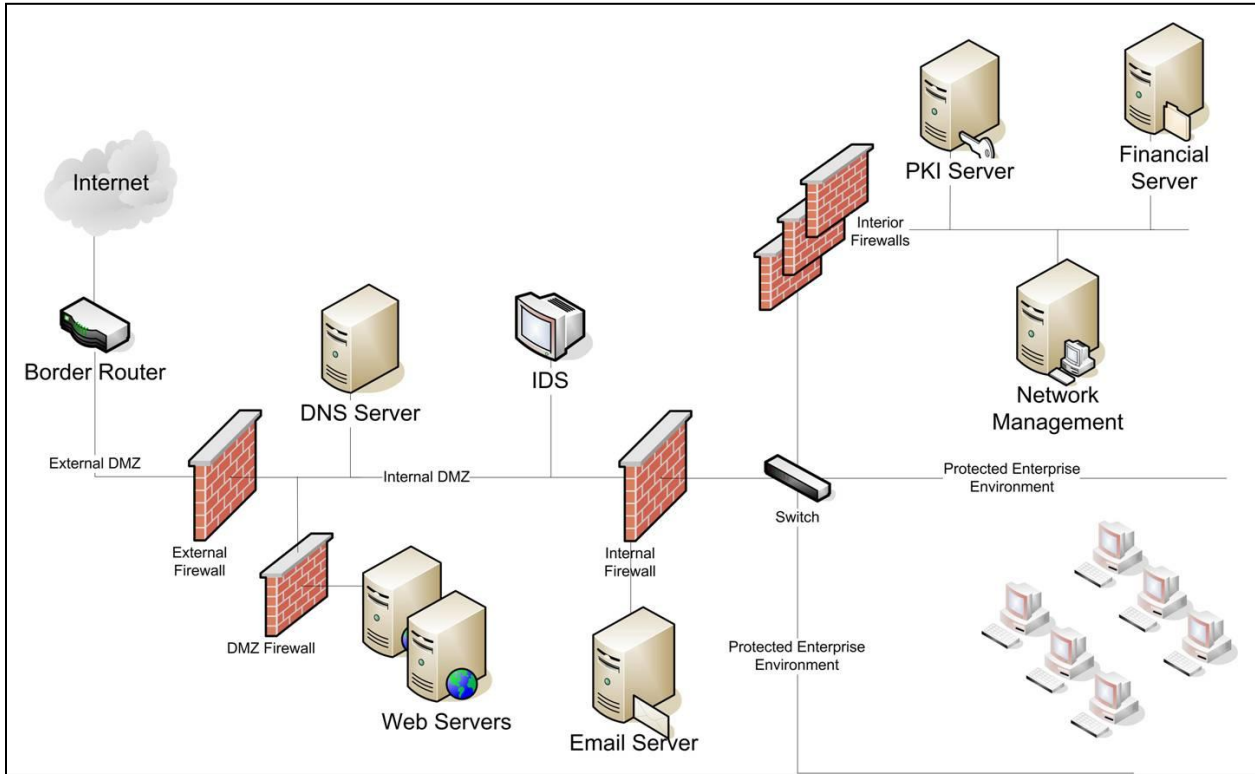 Internet
Border Router
External DMZ
External
Firewall
DNS Server
Internal DMZ
DMZ Firewall
Web Servers
IDS
Internal
Firewall
Email Server
Switch
Interior
Firewalls
PKI Server
Financial
Server
Network
Management
Protected Enterprise
Environment
Protected Enterprise
Environment